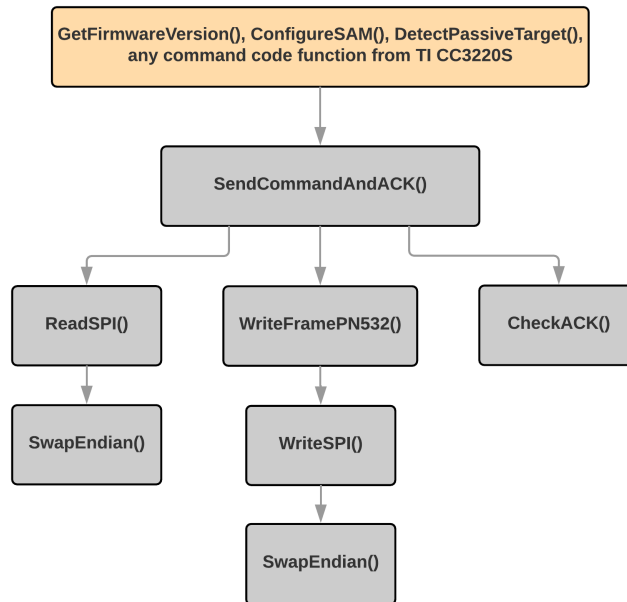 GetFirmwareVersion(), ConfigureSAM(), DetectPassiveTarget(),
any command code function from TI CC3220S
SendCommandAndACK()
ReadSPI()
WriteFramePN532()
CheckACK()
SwapEndian()
WriteSPI()
SwapEndian()